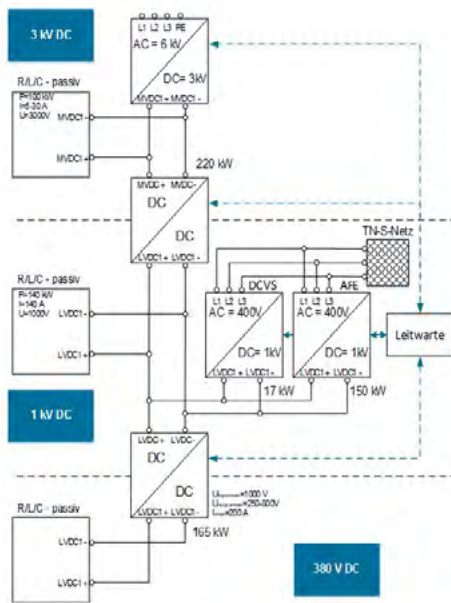 3 kV DC
L1 L2 L3 PE
AC = 6 kV
DC= 3kV
MVDC1+ MVDC1-
R/L/C - passiv
P=100 kW
I=5-30 A
U=3000V
MVDC1-
MVDC1+
220 kW
MVDC+ MVDC-
DC
DC
LVDC1+ LVDC1-
TN-S-Netz
R/L/C - passiv
P=140 kW
I=140 A
U=1000V
LVDC1-
LVDC1+
L1 L2 L3
DCVS
AC = 400V
DC= 1kV
LVDC1+ LVDC1-
17 kW
L1 L2 L3
AFE
AC = 400V
DC= 1kV
LVDC1+ LVDC1-
150 kW
Leitwarte
1 kV DC
LVDC+ LVDC-
DC
DC
LVDC1+ LVDC1-
=1000 V
=250-800V
=200 A
165 kW
R/L/C - passiv
LVDC1-
LVDC1+
380 V DC